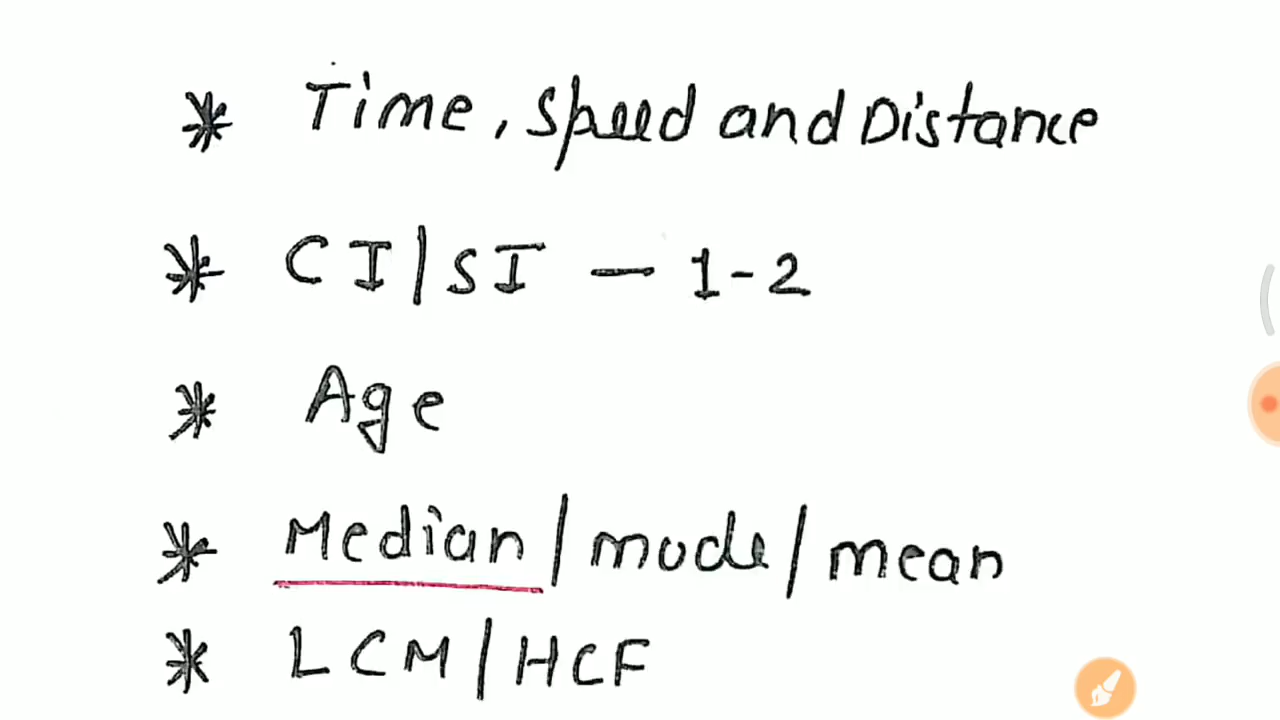 * Time, Speed and Distance
* CI/SI - 1-2
* Age
* Median/mode/mean
* LCM/HCF